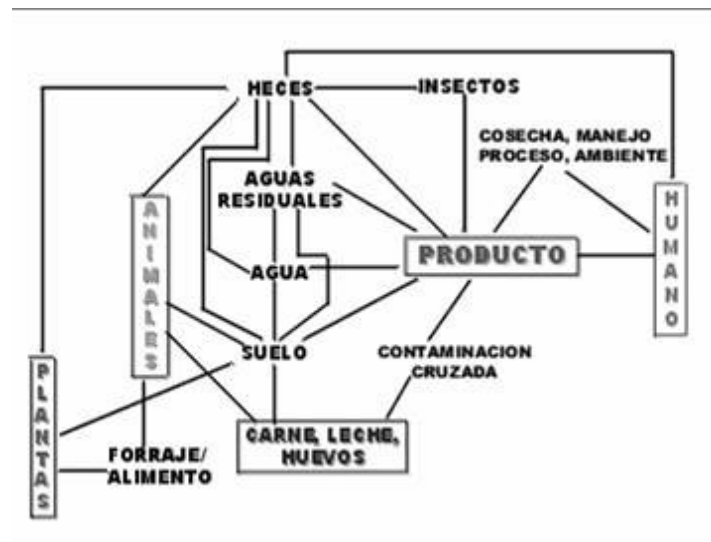 HECES
INSECTOS
COSECHA, MANEJO
PROCESO, AMBIENTE
AGUAS
RESIDUALES
ANIMALES
HUMANO
PRODUCTO
AGUA
SUELO
CONTAMINACION
CRUZADA
PLANTAS
CARNE, LECHE,
HUEVOS
FORRAJE/
ALIMENTO